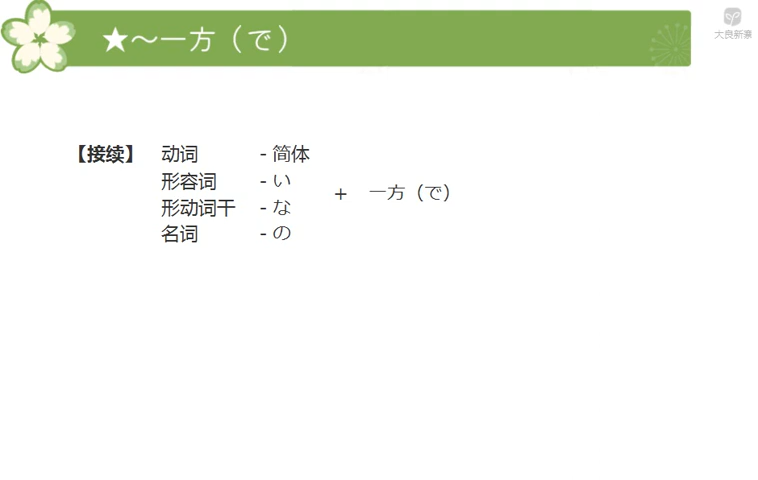 ★～一方（で）
大良新濠
【接续】 动词 - 简体
形容词 - い
+ 一方（で）
形动词干 - な
名词 - の